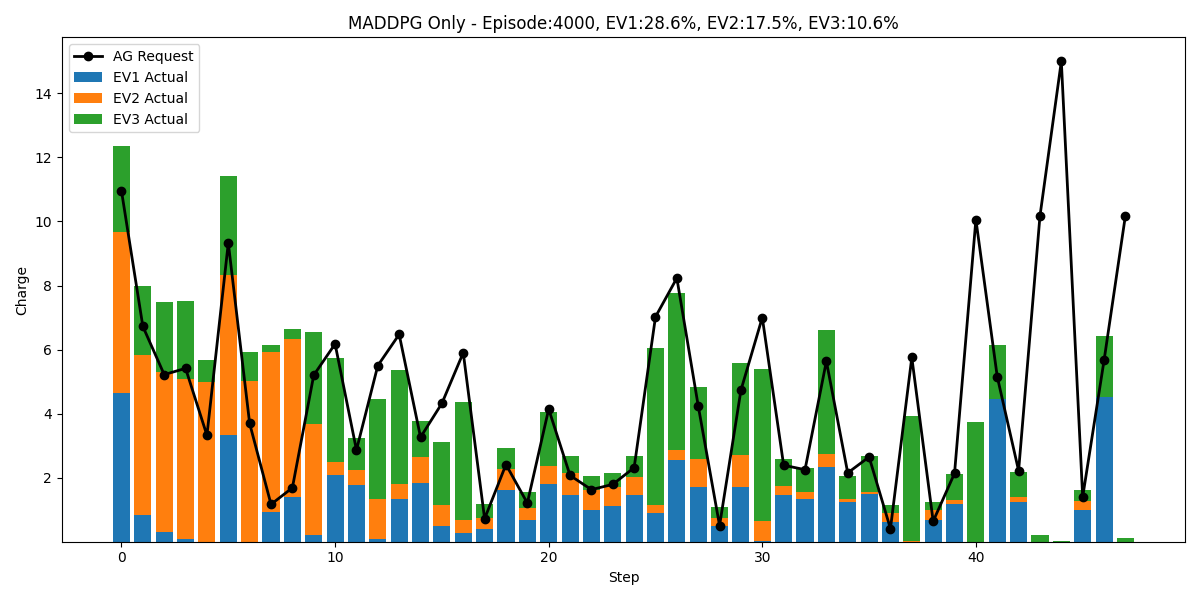 MADDPG Only - Episode:4000, EV1:28.6%, EV2:17.5%, EV3:10.6%
AG Request
EV1 Actual
EV2 Actual
EV3 Actual
14
12
10
8
6
4
2
Charge
0 10 20 30 40
Step